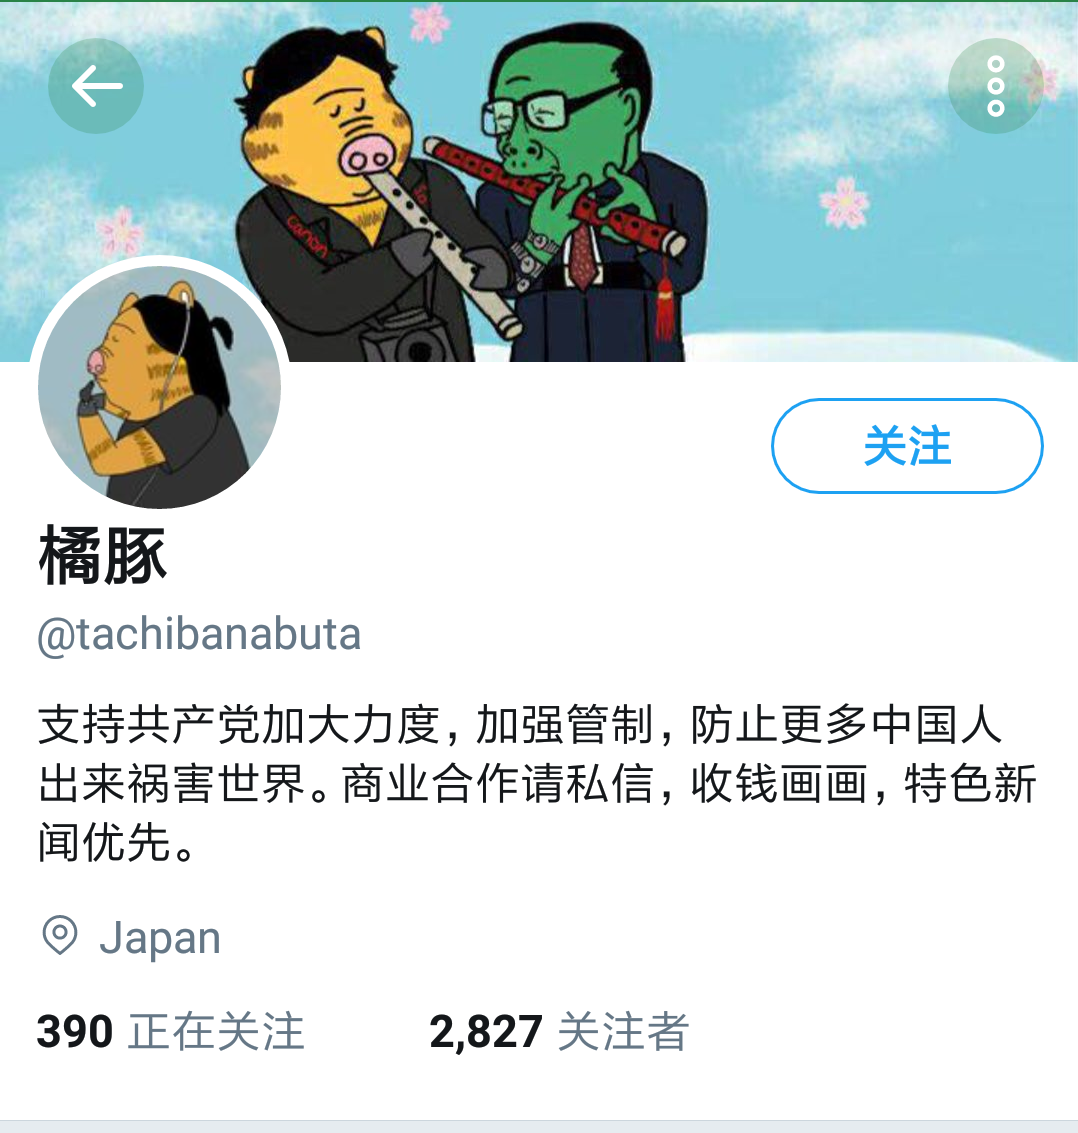 canon
关注
橘豚
@tachibanabuta
支持共产党加大力度，加强管制，防止更多中国人
出来祸害世界。商业合作请私信，收钱画画，特色新
闻优先。
Japan
390 正在关注 2,827 关注者